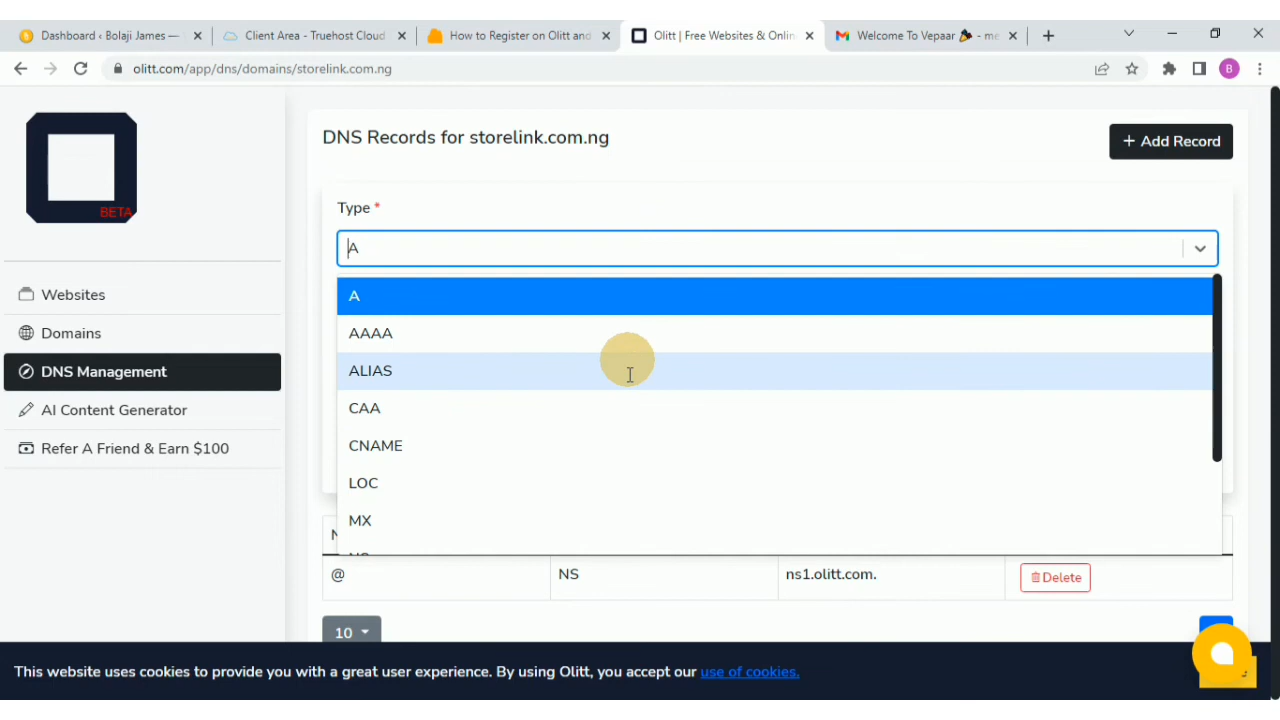 Dashboard ‹ Bolaji James —
Client Area - Truehost Cloud
How to Register on Olitt and
Olitt | Free Websites & Onlin
Welcome To Vepaar 🎉 - me
olitt.com/app/dns/domains/storelink.com.ng
B
BETA
Websites
Domains
DNS Management
AI Content Generator
Refer A Friend & Earn $100
DNS Records for storelink.com.ng
+ Add Record
Type *
A
A
AAAA
ALIAS
CAA
CNAME
LOC
MX
@ NS ns1.olitt.com. Delete
10
This website uses cookies to provide you with a great user experience. By using Olitt, you accept our use of cookies.